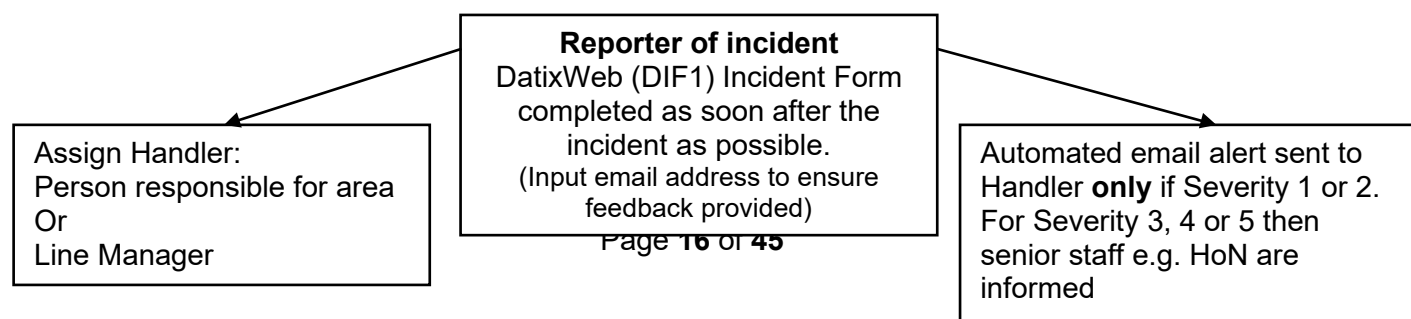 Reporter of incident
DatixWeb (DIF1) Incident Form
completed as soon after the
incident as possible.
(Input email address to ensure
feedback provided)
Page 16 of 45
Assign Handler:
Person responsible for area
Or
Line Manager
Automated email alert sent to
Handler only if Severity 1 or 2.
For Severity 3, 4 or 5 then
senior staff e.g. HoN are
informed